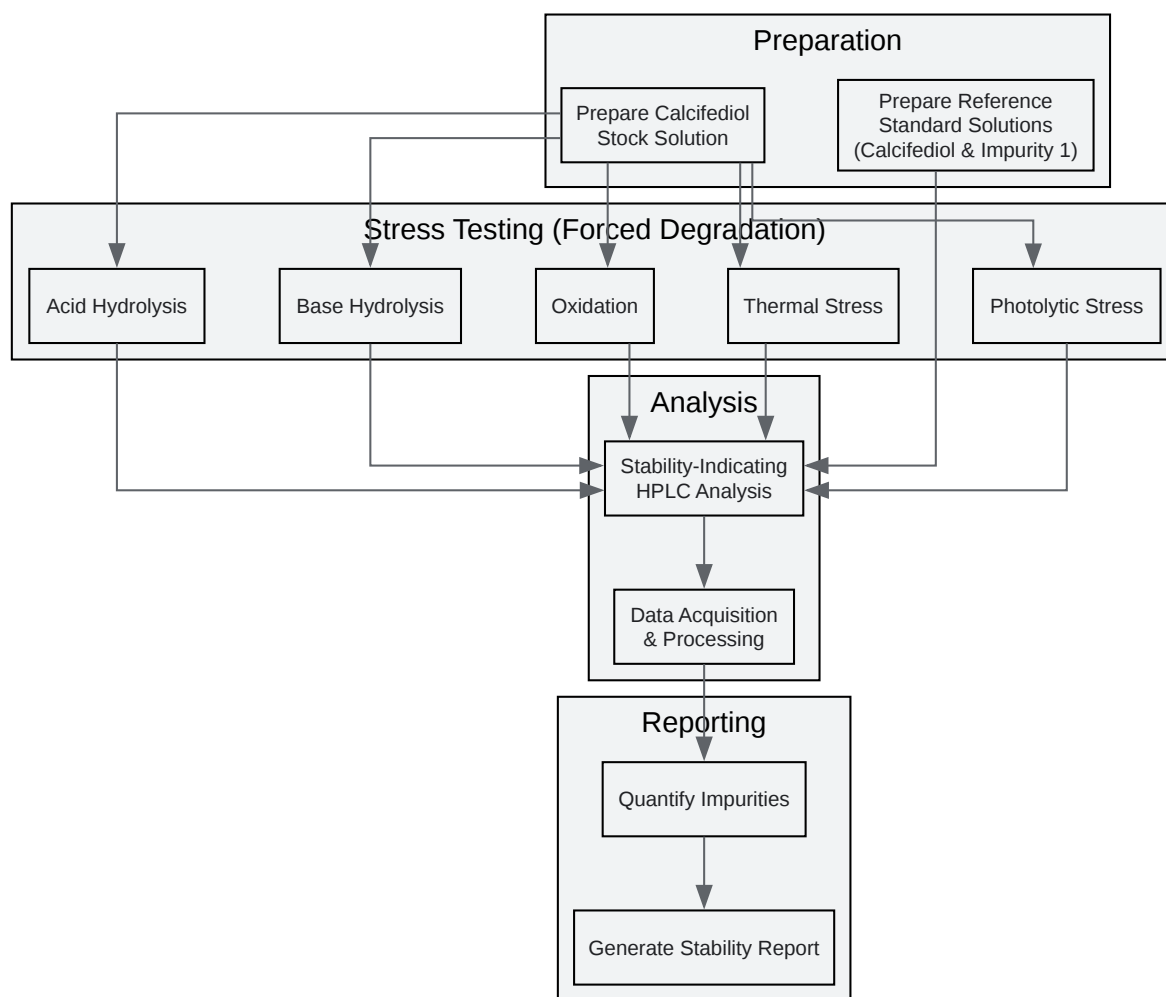 Preparation
Prepare Calcifediol
Stock Solution
Prepare Reference
Standard Solutions
(Calcifediol & Impurity 1)
Stress Testing (Forced Degradation)
Acid Hydrolysis
Base Hydrolysis
Oxidation
Thermal Stress
Photolytic Stress
Analysis
Stability-Indicating
HPLC Analysis
Data Acquisition
& Processing
Reporting
Quantify Impurities
Generate Stability Report